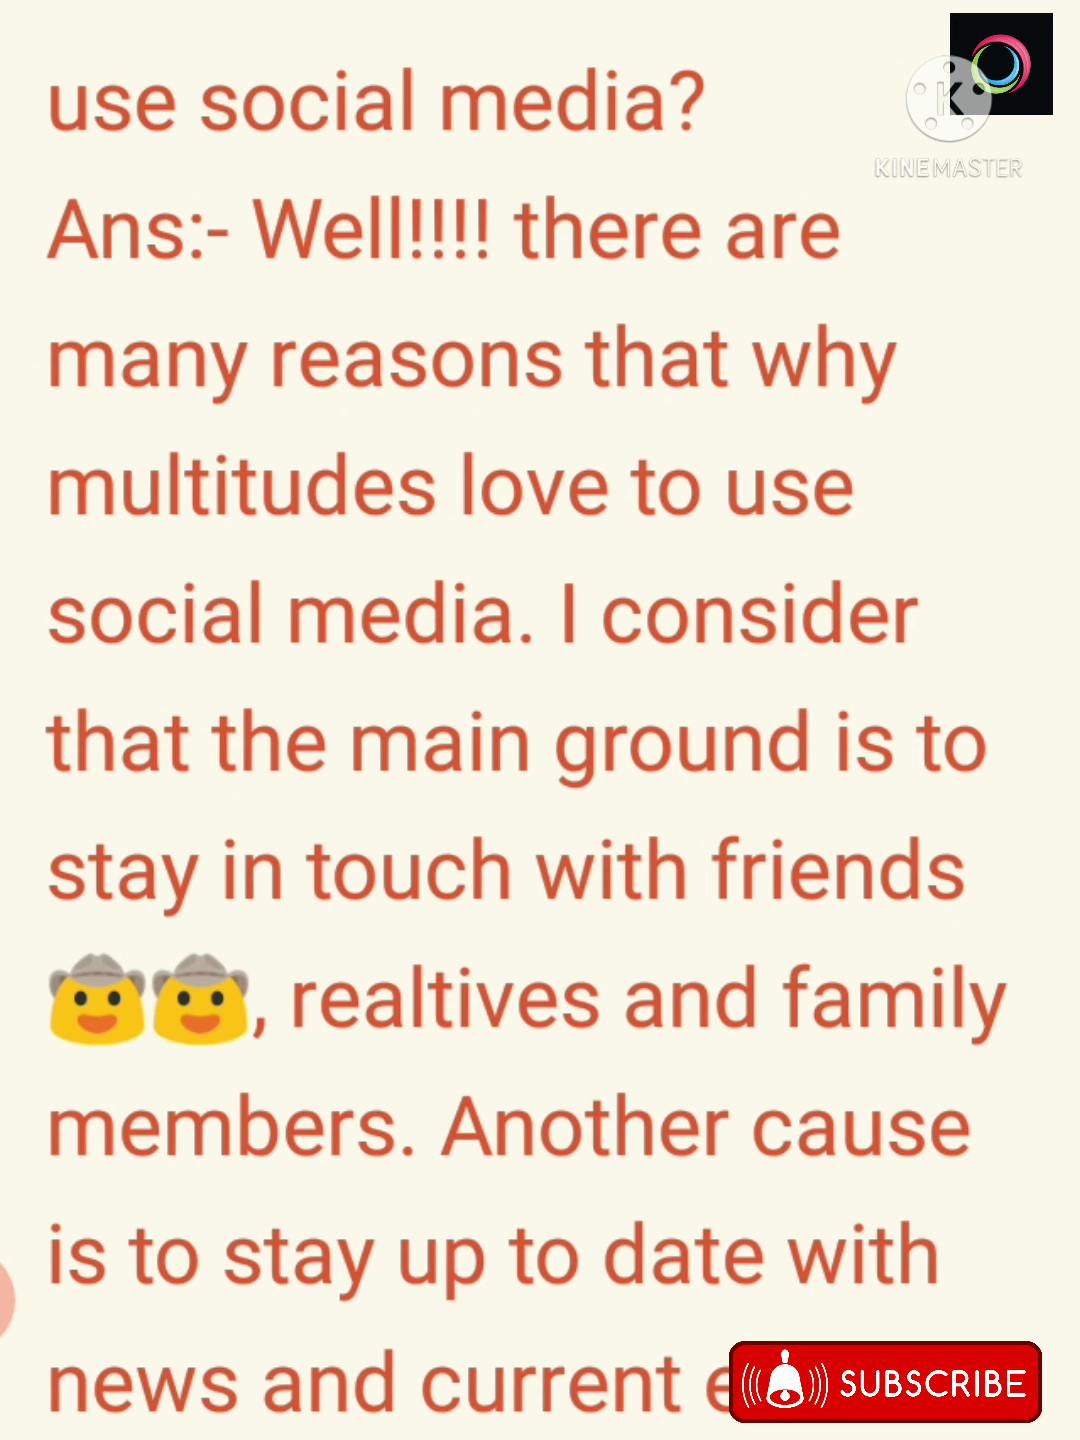 use social media?
KINEMASTER
Ans:- Well!!!! there are
many reasons that why
multitudes love to use
social media. I consider
that the main ground is to
stay in touch with friends
🤠🤠, realtives and family
members. Another cause
is to stay up to date with
news and current
SUBSCRIBE